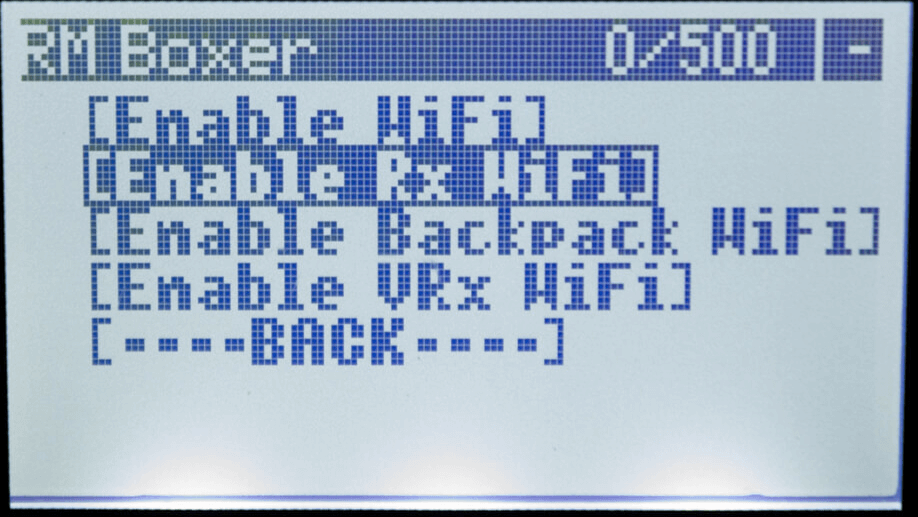 RM Boxer 0/500 -
[Enable WiFi]
[Enable Rx WiFi]
[Enable Backpack WiFi]
[Enable VRx WiFi]
[----BACK----]